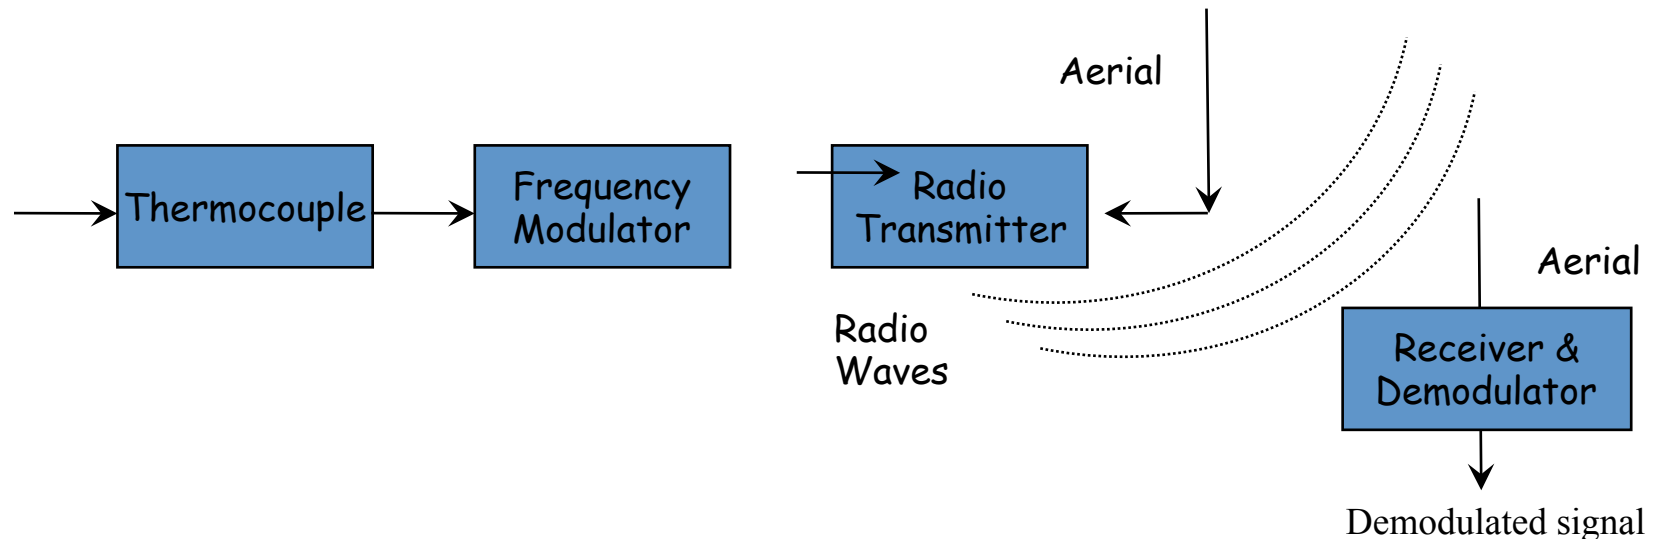 Aerial
Thermocouple
Frequency
Modulator
Radio
Transmitter
Radio
Waves
Aerial
Receiver &
Demodulator
Demodulated signal